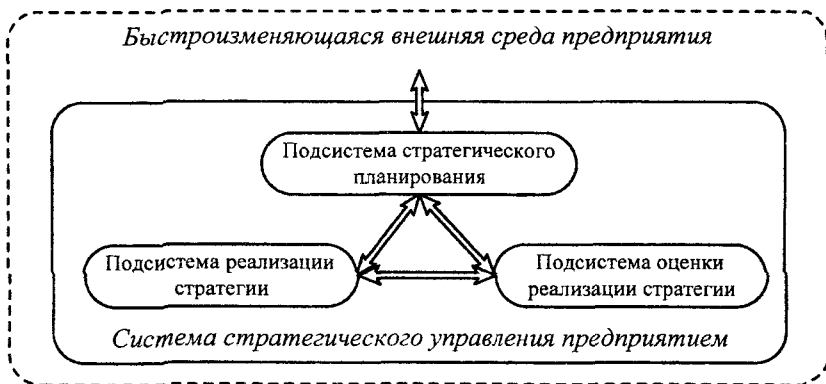 Быстроизменяющаяся внешняя среда предприятия
Подсистема стратегического
планирования
Подсистема реализации
стратегии
Подсистема оценки
реализации стратегии
Система стратегического управления предприятием